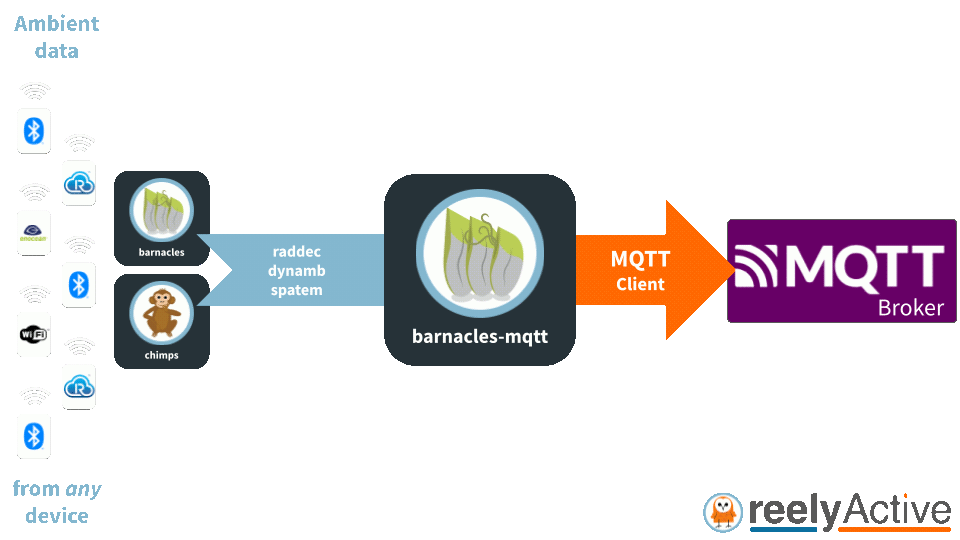 Ambient
data
R
enocean
WiFi
R
from any
device
barnacles
chimps
raddec
dynamb
spatem
barnacles-mqtt
MQTT
Client
MQTT
Broker
reelyActive